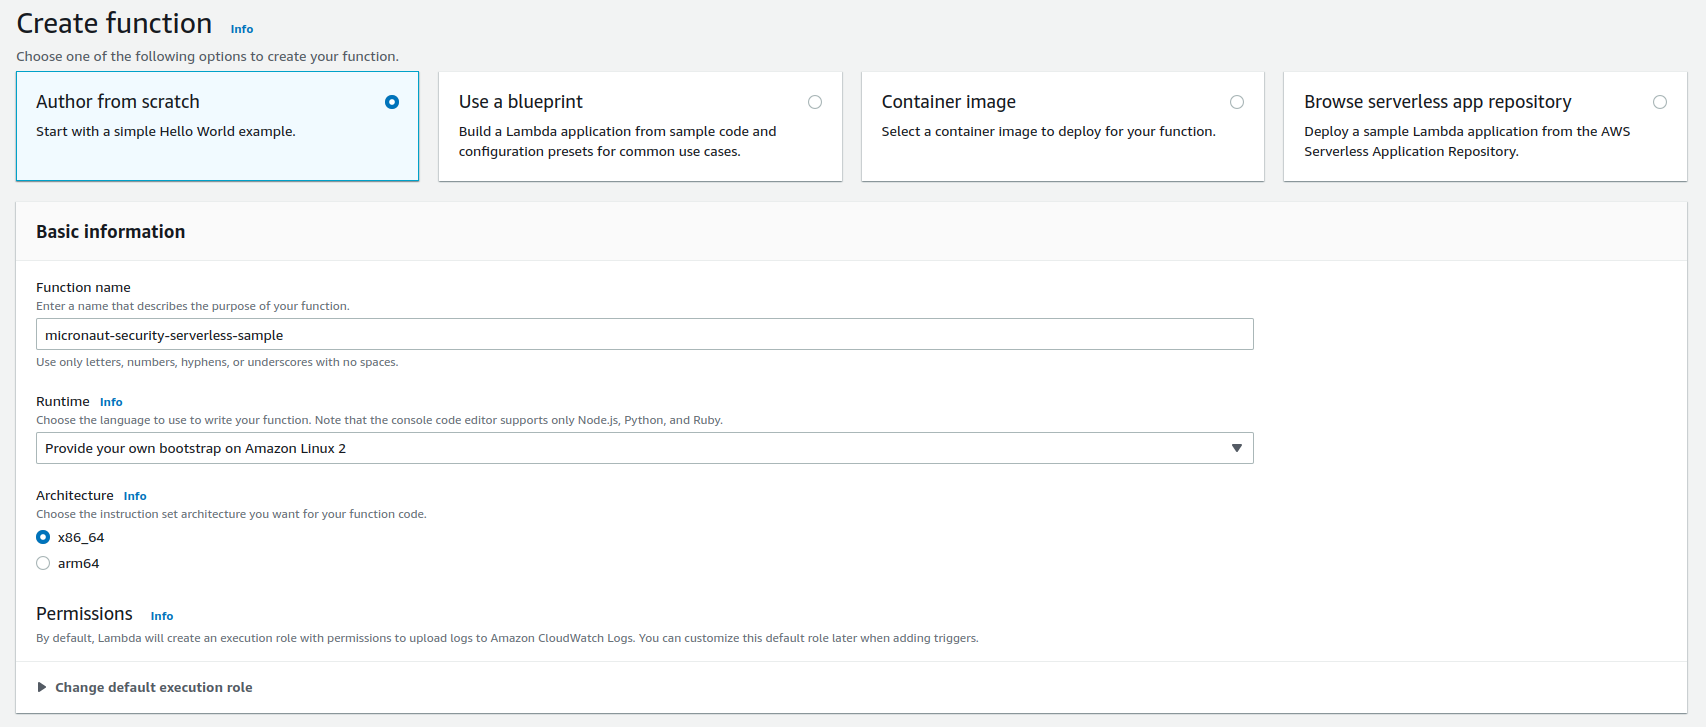 Create function Info
Choose one of the following options to create your function.
Author from scratch
Start with a simple Hello World example.
Use a blueprint
Build a Lambda application from sample code and
configuration presets for common use cases.
Container image
Select a container image to deploy for your function.
Browse serverless app repository
Deploy a sample Lambda application from the AWS
Serverless Application Repository.
Basic information
Function name
Enter a name that describes the purpose of your function.
micronaut-security-serverless-sample
Use only letters, numbers, hyphens, or underscores with no spaces.
Runtime Info
Choose the language to use to write your function. Note that the console code editor supports only Node.js, Python, and Ruby.
Provide your own bootstrap on Amazon Linux 2
Architecture Info
Choose the instruction set architecture you want for your function code.
x86_64
arm64
Permissions Info
By default, Lambda will create an execution role with permissions to upload logs to Amazon CloudWatch Logs. You can customize this default role later when adding triggers.
Change default execution role